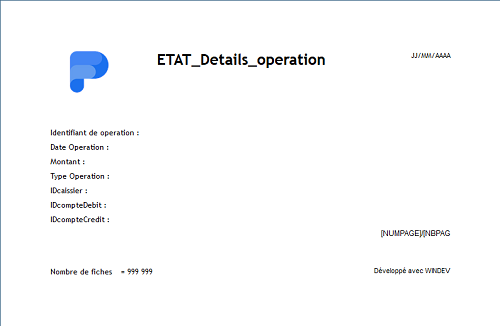 ETAT_Details_operation
JJ/MM/AAAA
Identifiant de operation :
Date Operation :
Montant :
Type Operation :
IDcaissier :
IDcompteDebit :
IDcompteCredit :
[NUMPAGE]/[NBPAG
Nombre de fiches = 999 999
Développé avec WINDEV